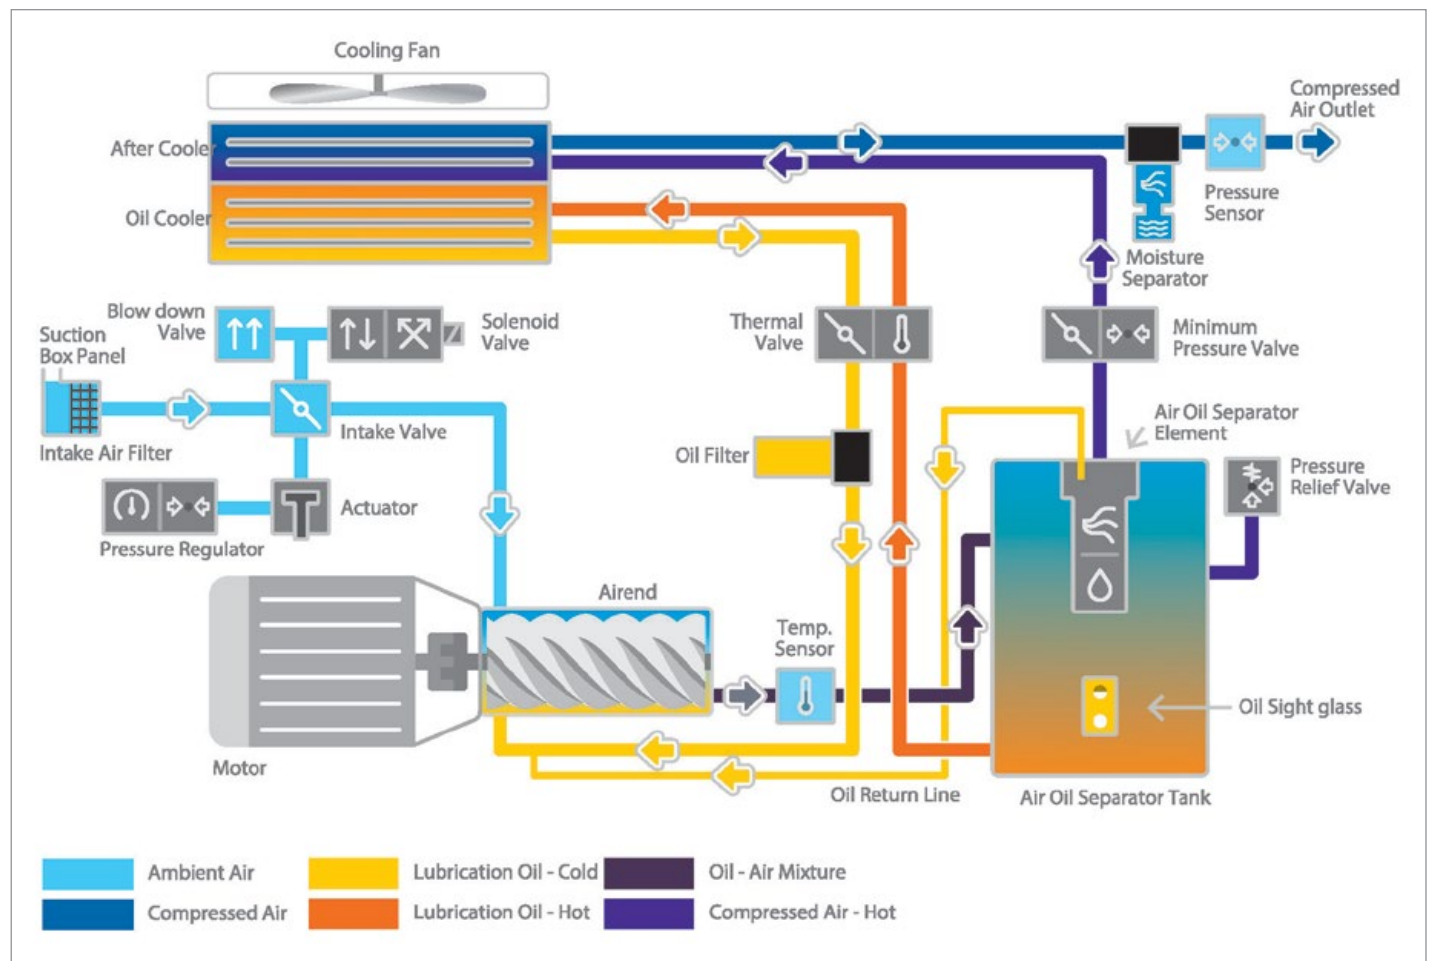 Cooling Fan
Compressed
Air Outlet
After Cooler
Oil Cooler
Pressure
Sensor
Moisture
Separator
Blow down
Valve
Solenoid
Valve
Thermal
Valve
Minimum
Pressure Valve
Suction
Box Panel
Intake Air Filter
Intake Valve
Air Oil Separator
Element
Oil Filter
Pressure
Relief Valve
Actuator
Pressure Regulator
Airend
Temp.
Sensor
Oil Sight glass
Motor
Oil Return Line
Air Oil Separator Tank
Ambient Air
Lubrication Oil - Cold
Oil - Air Mixture
Compressed Air
Lubrication Oil - Hot
Compressed Air - Hot